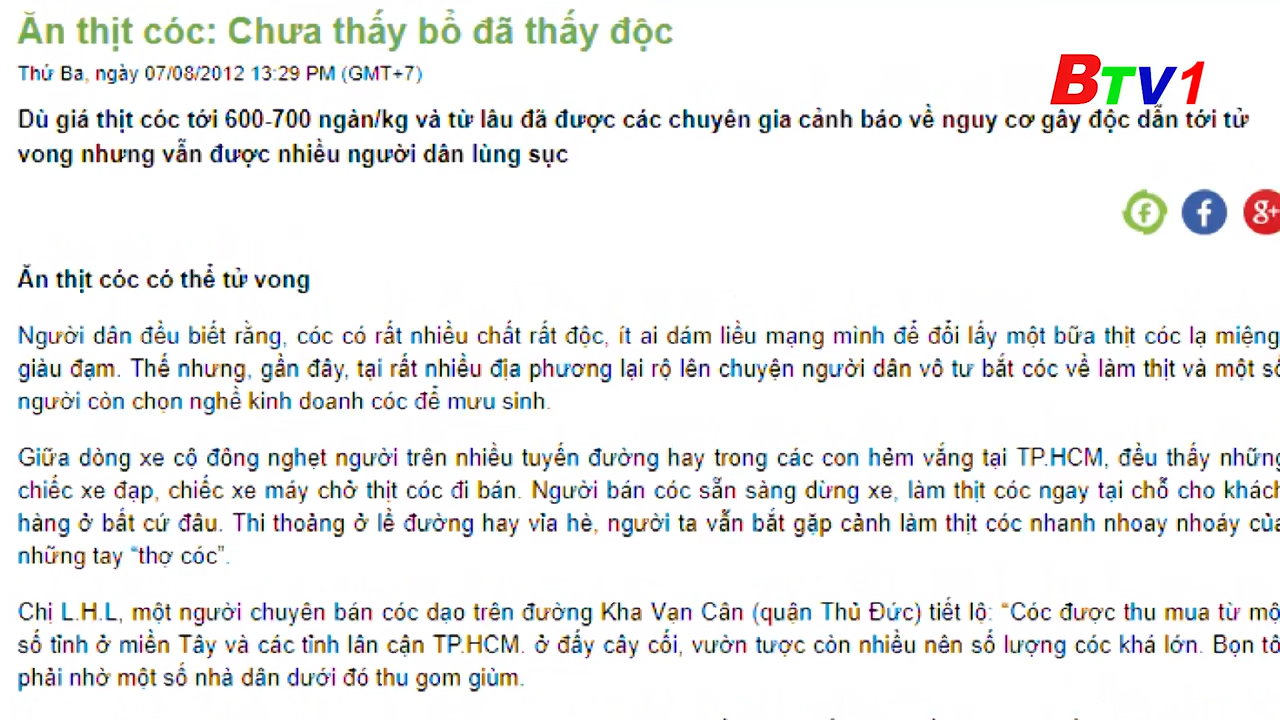 Ăn thịt cóc: Chưa thấy bổ đã thấy độc
Thứ Ba, ngày 07/08/2012 13:29 PM (GMT+7)
BTV1
Dù giá thịt cóc tới 600-700 ngàn/kg và từ lâu đã được các chuyên gia cảnh báo về nguy cơ gây độc dẫn tới tử
vong nhưng vẫn được nhiều người dân lùng sục
f f g+
Ăn thịt cóc có thể tử vong
Người dân đều biết rằng, cóc có rất nhiều chất rất độc, ít ai dám liều mạng mình để đổi lấy một bữa thịt cóc lạ miệng,
giàu đạm. Thế nhưng, gần đây, tại rất nhiều địa phương lại rộ lên chuyện người dân vô tư bắt cóc về làm thịt và một số
người còn chọn nghề kinh doanh cóc để mưu sinh.
Giữa dòng xe cộ đông nghẹt người trên nhiều tuyến đường hay trong các con hẻm vắng tại TP.HCM, đều thấy những
chiếc xe đạp, chiếc xe máy chở thịt cóc đi bán. Người bán cóc sẵn sàng dừng xe, làm thịt cóc ngay tại chỗ cho khách
hàng ở bất cứ đâu. Thi thoảng ở lề đường hay vỉa hè, người ta vẫn bắt gặp cảnh làm thịt cóc nhanh nhoay nhoáy của
những tay “thợ cóc”.
Chị L.H.L, một người chuyên bán cóc dạo trên đường Kha Vạn Cân (quận Thủ Đức) tiết lộ: “Cóc được thu mua từ mộ
số tỉnh ở miền Tây và các tỉnh lân cận TP.HCM. ở đấy cây cối, vườn tược còn nhiều nên số lượng cóc khá lớn. Bọn tô
phải nhờ một số nhà dân dưới đó thu gom giùm.